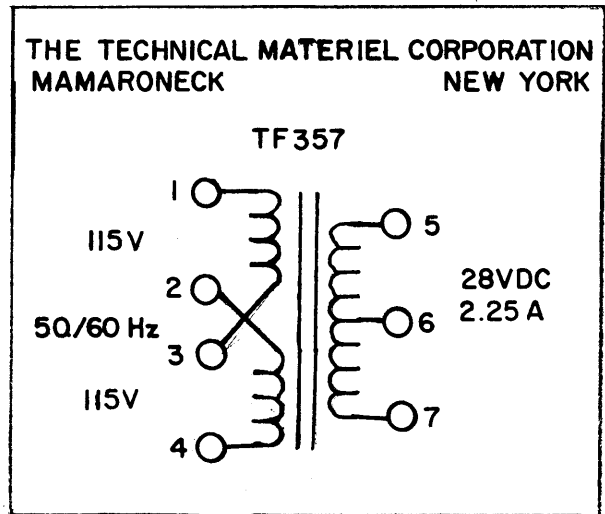 THE TECHNICAL MATERIEL CORPORATION
MAMARONECK NEW YORK
TF357
1
115V
2
50/60 Hz
3
115V
4
5
28VDC
6
2.25 A
7